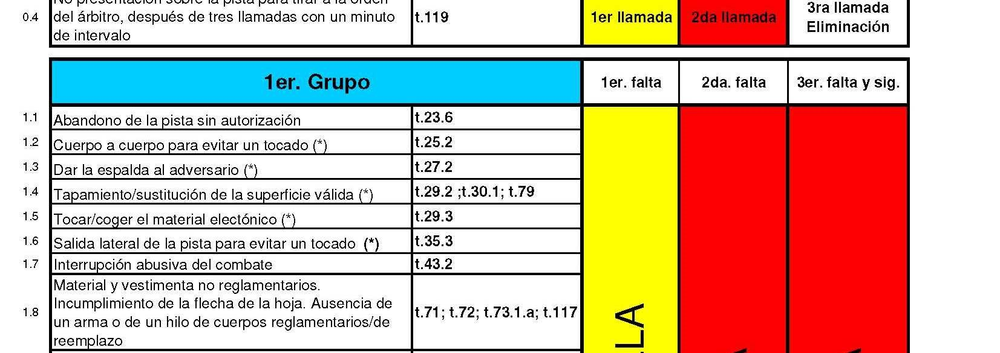 No presentación sobre la pista para tirar a la orden
0.4 del árbitro, después de tres llamadas con un minuto t.119 1er llamada 2da llamada 3ra llamada
de intervalo Eliminación
1er. Grupo 1er. falta 2da. falta 3er. falta y sig.
1.1 Abandono de la pista sin autorización t.23.6
1.2 Cuerpo a cuerpo para evitar un tocado (*) t.25.2
1.3 Dar la espalda al adversario (*) t.27.2
1.4 Tapamiento/sustitución de la superficie válida (*) t.29.2 ;t.30.1; t.79
1.5 Tocar/coger el material electónico (*) t.29.3
1.6 Salida lateral de la pista para evitar un tocado (*) t.35.3
1.7 Interrupción abusiva del combate t.43.2
Material y vestimenta no reglamentarios.
Incumplimiento de la flecha de la hoja. Ausencia de
1.8 un arma o de un hilo de cuerpos reglamentarios/de t.71; t.72; t.73.1.a; t.117
reemplazo
LLA